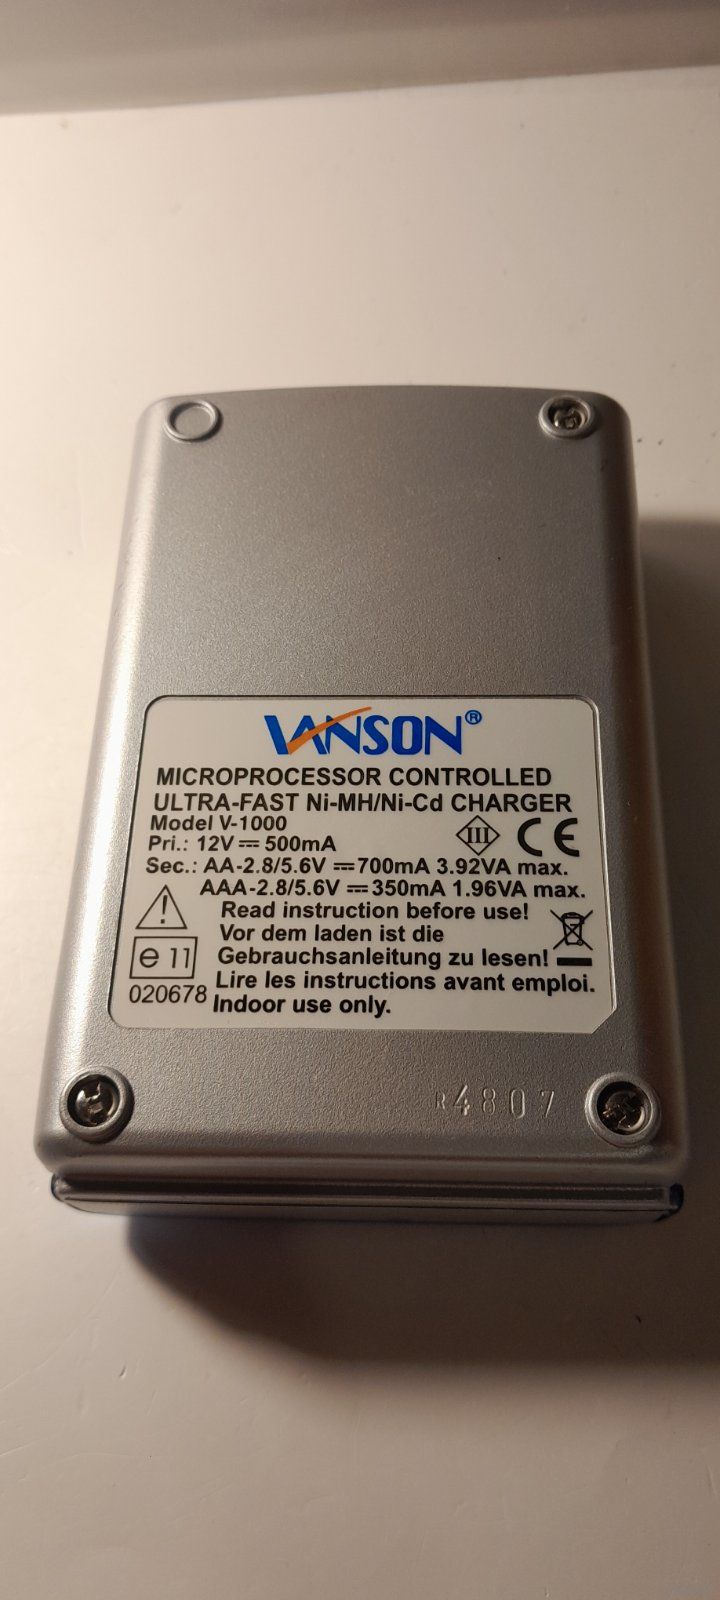 VANSON®
MICROPROCESSOR CONTROLLED
ULTRA-FAST Ni-MH/Ni-Cd CHARGER
Model V-1000
Pri.: 12V ⎓ 500mA
Sec.: AA-2.8/5.6V ⎓700mA 3.92VA max.
AAA-2.8/5.6V ⎓350mA 1.96VA max.
III CE
Read instruction before use!
Vor dem laden ist die
Gebrauchsanleitung zu lesen!
Lire les instructions avant emploi.
Indoor use only.
e 11
020678
R4807